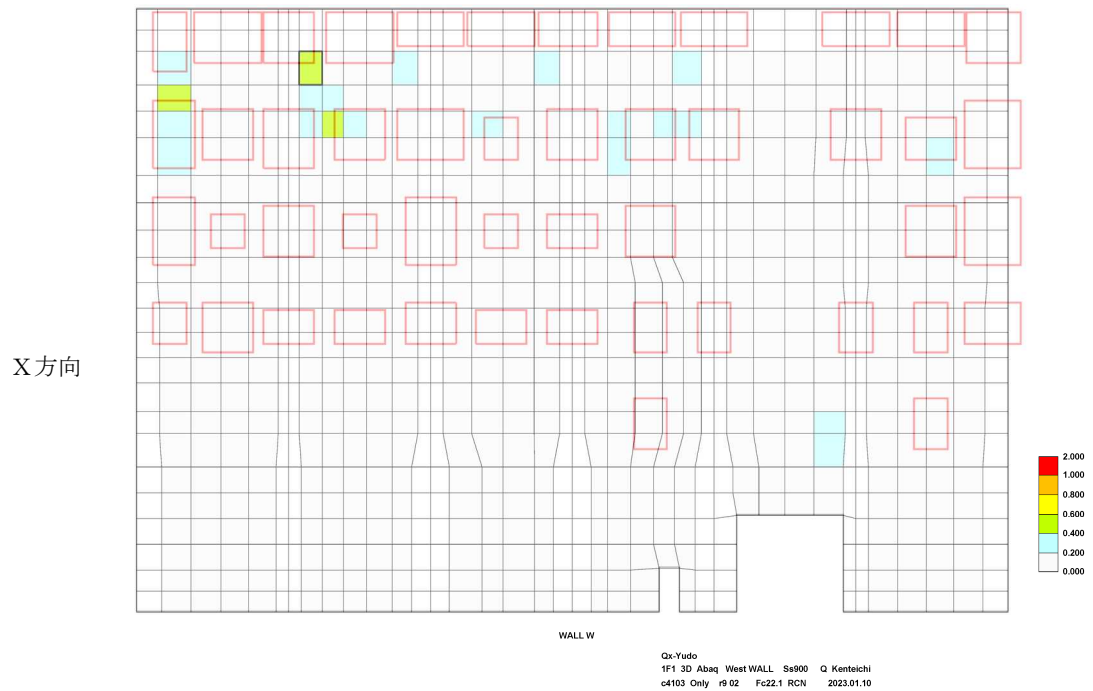 X方向
2.000
1.000
0.800
0.600
0.400
0.200
0.000
WALL W
Qx-Yudo
1F1 3D Abaq West WALL Ss900 Q Kenteichi
c4103 Only r9 02 Fc22.1 RCN 2023.01.10